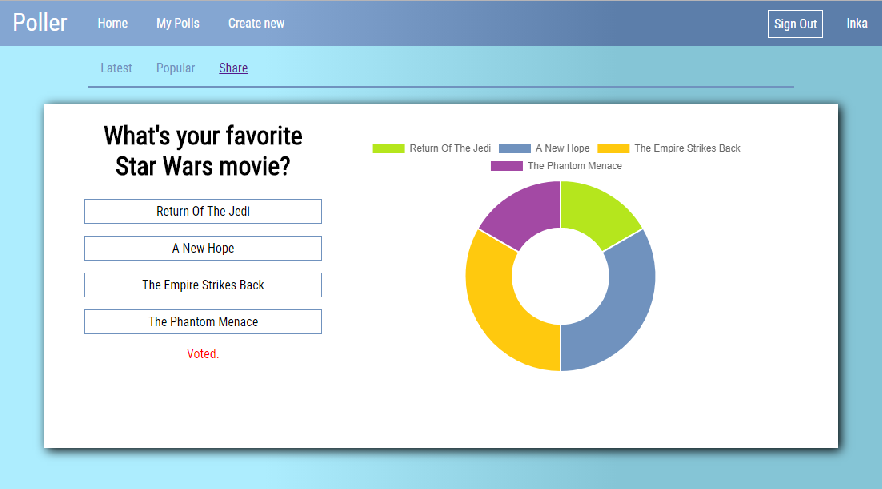 Poller Home My Polls Create new Sign Out Inka
Latest Popular Share
What's your favorite
Star Wars movie?
Return Of The Jedi
A New Hope
The Empire Strikes Back
The Phantom Menace
Voted.
Return Of The Jedi A New Hope The Empire Strikes Back
The Phantom Menace